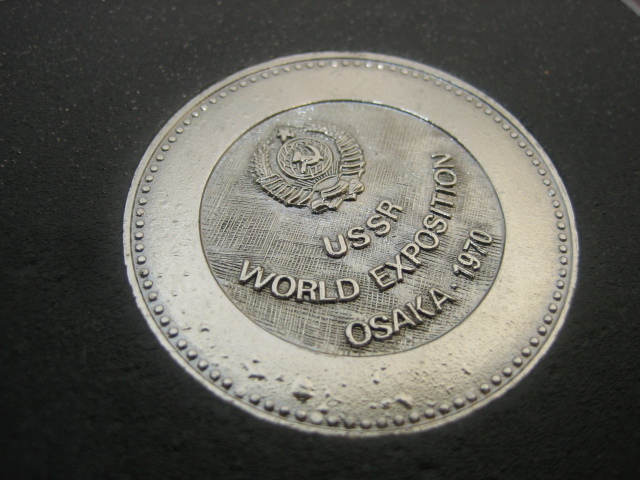 USSR
WORLD EXPOSITION
OSAKA · 1970